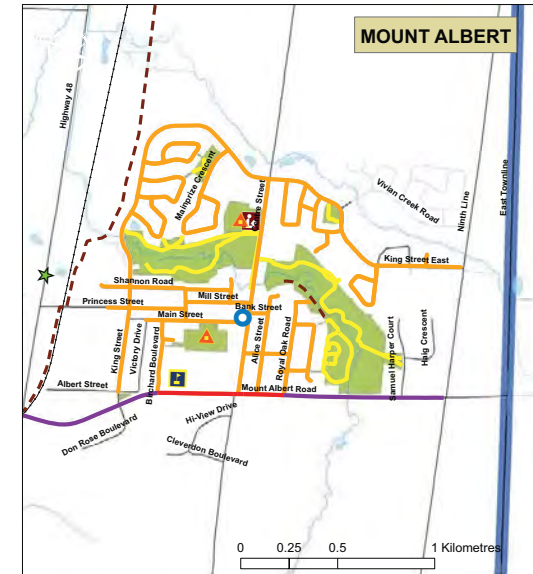 MOUNT ALBERT
Highway 48
Mainprize Crescent
Vivian Creek Road
Ninth Line
East Townline
King Street East
Shannon Road
Mill Street
Princess Street
Bank Street
Main Street
King Street
Victory Drive
Birchard Boulevard
Alice Street
Royal Oak Road
Samuel Harper Court
Haig Crescent
Albert Street
Mount Albert Road
Hi-View Drive
Don Rose Boulevard
Cleverdon Boulevard
0 0.25 0.5 1 Kilometres